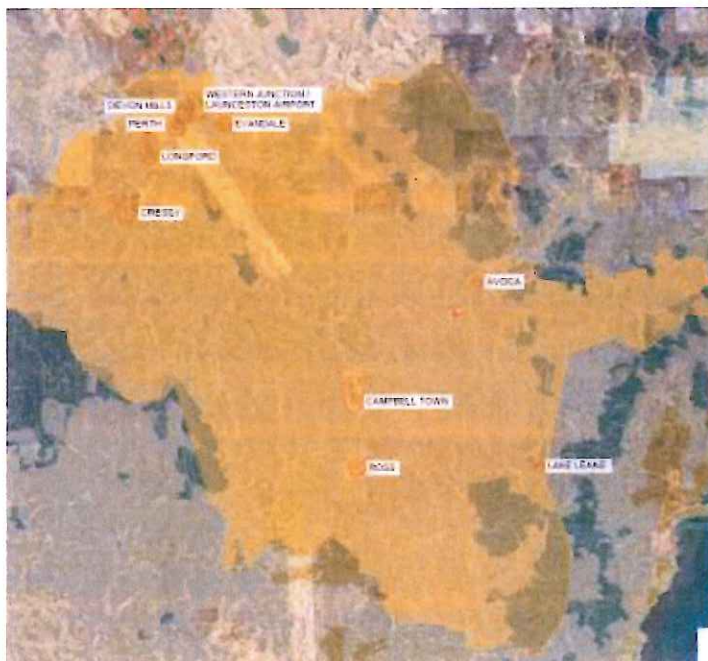 WESTERN JUNCTION /
LAUNCESTON AIRPORT
DEVON HILLS
PERTH
EVANDALE
LONGFORD
CRESSY
AVOCA
CAMPBELL TOWN
ROSS
LAKE LEAKE